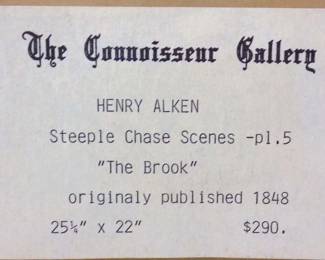 The Connoisseur Gallery
HENRY ALKEN
Steeple Chase Scenes -pl.5
"The Brook"
originaly published 1848
25¼" x 22" $290.